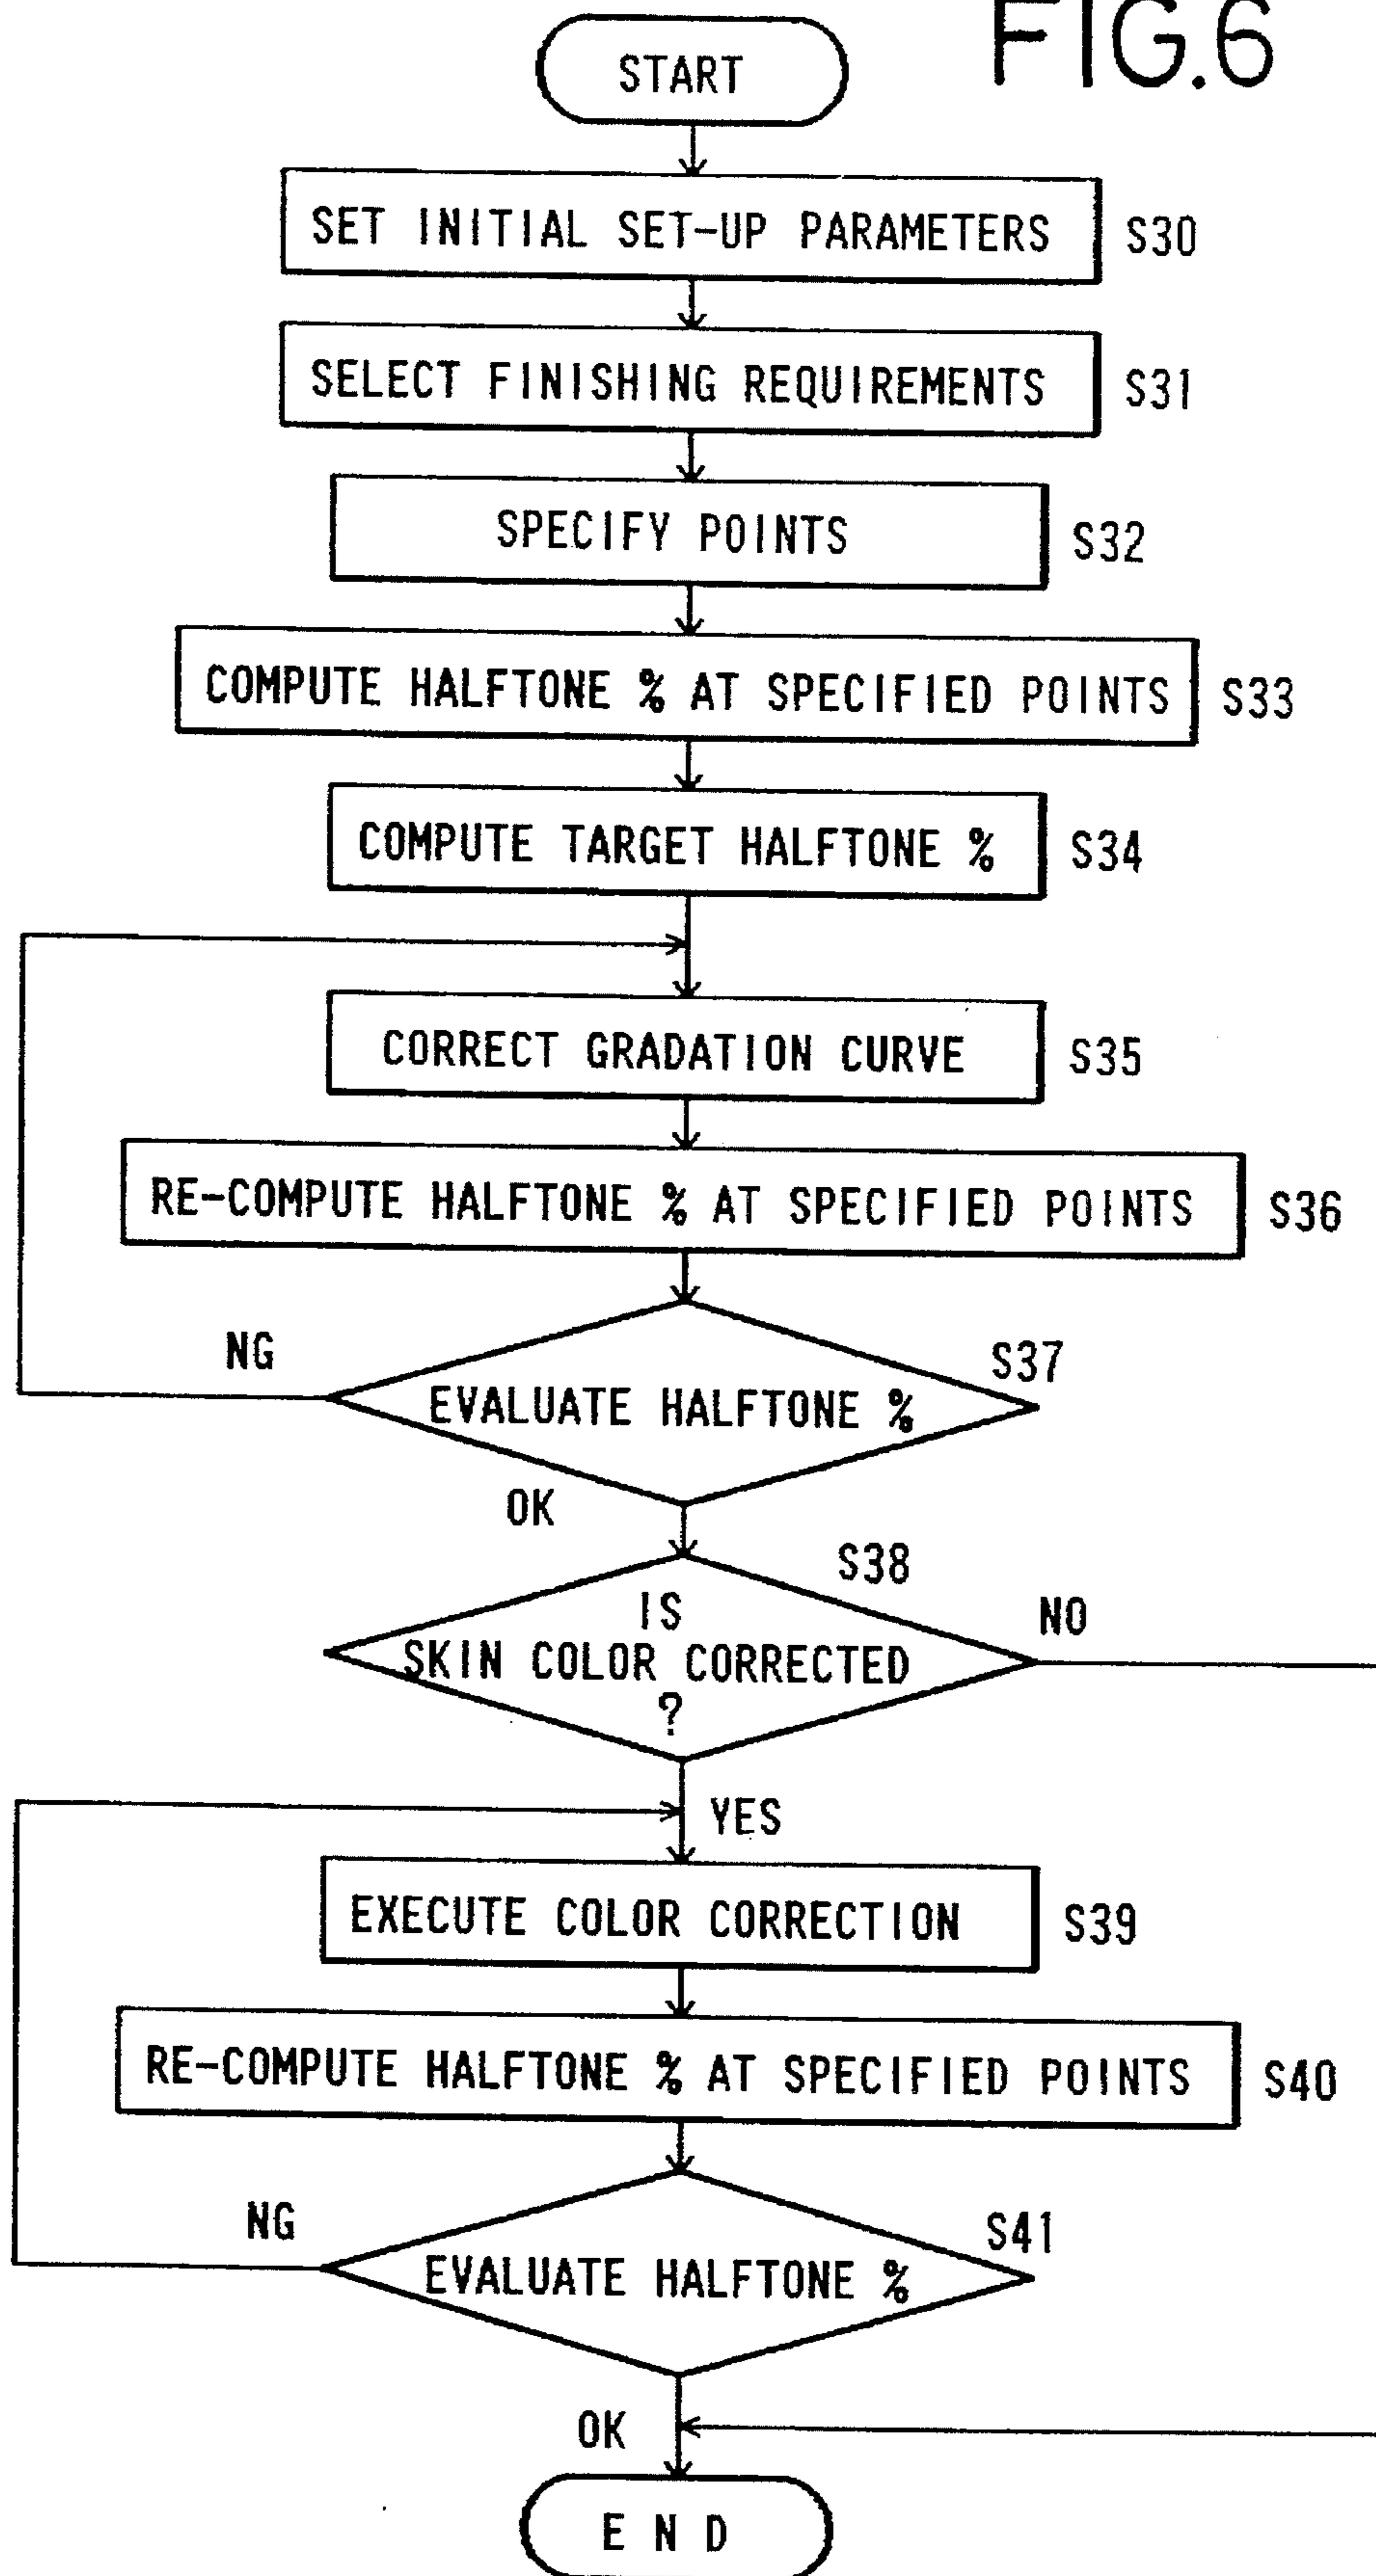 FIG.6
START
SET INITIAL SET-UP PARAMETERS S30
SELECT FINISHING REQUIREMENTS S31
SPECIFY POINTS S32
COMPUTE HALFTONE % AT SPECIFIED POINTS S33
COMPUTE TARGET HALFTONE % S34
CORRECT GRADATION CURVE S35
RE-COMPUTE HALFTONE % AT SPECIFIED POINTS S36
NG
S37
EVALUATE HALFTONE %
OK
S38
IS
SKIN COLOR CORRECTED
?
NO
YES
EXECUTE COLOR CORRECTION S39
RE-COMPUTE HALFTONE % AT SPECIFIED POINTS S40
NG
S41
EVALUATE HALFTONE %
OK
END